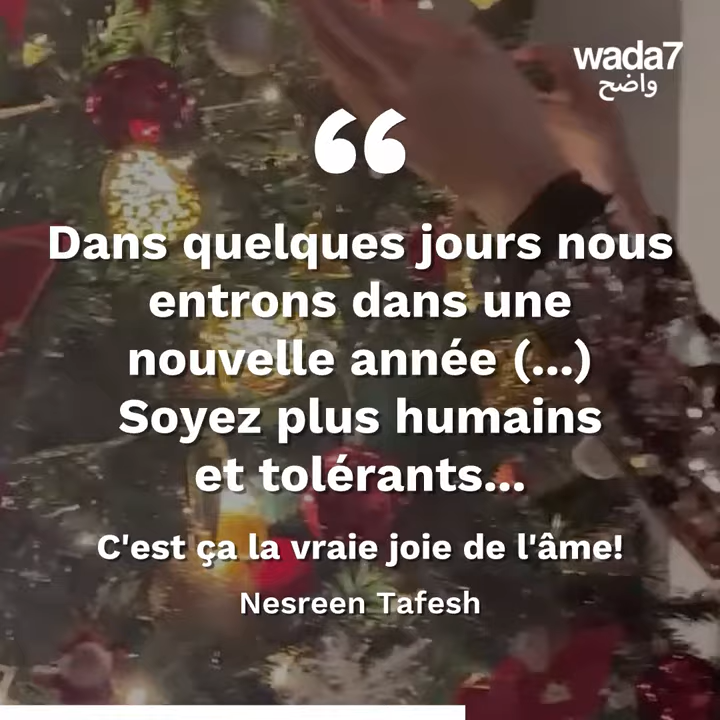 wada7
واضح
“
Dans quelques jours nous
entrons dans une
nouvelle année (...)
Soyez plus humains
et tolérants...
C'est ça la vraie joie de l'âme!
Nesreen Tafesh